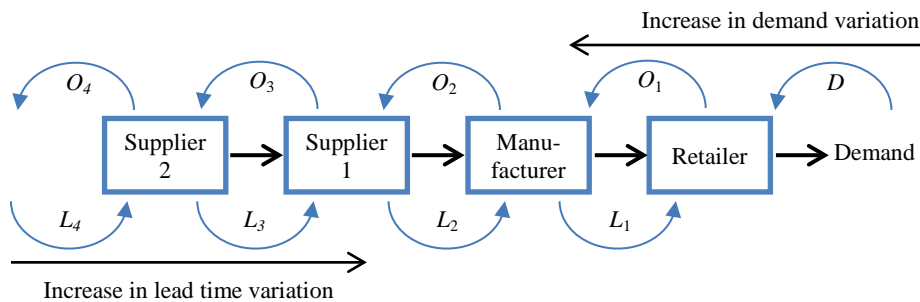 Increase in demand variation
O4
O3
O2
O1
D
Supplier
2
Supplier
1
Manu-
facturer
Retailer
Demand
L4
L3
L2
L1
Increase in lead time variation